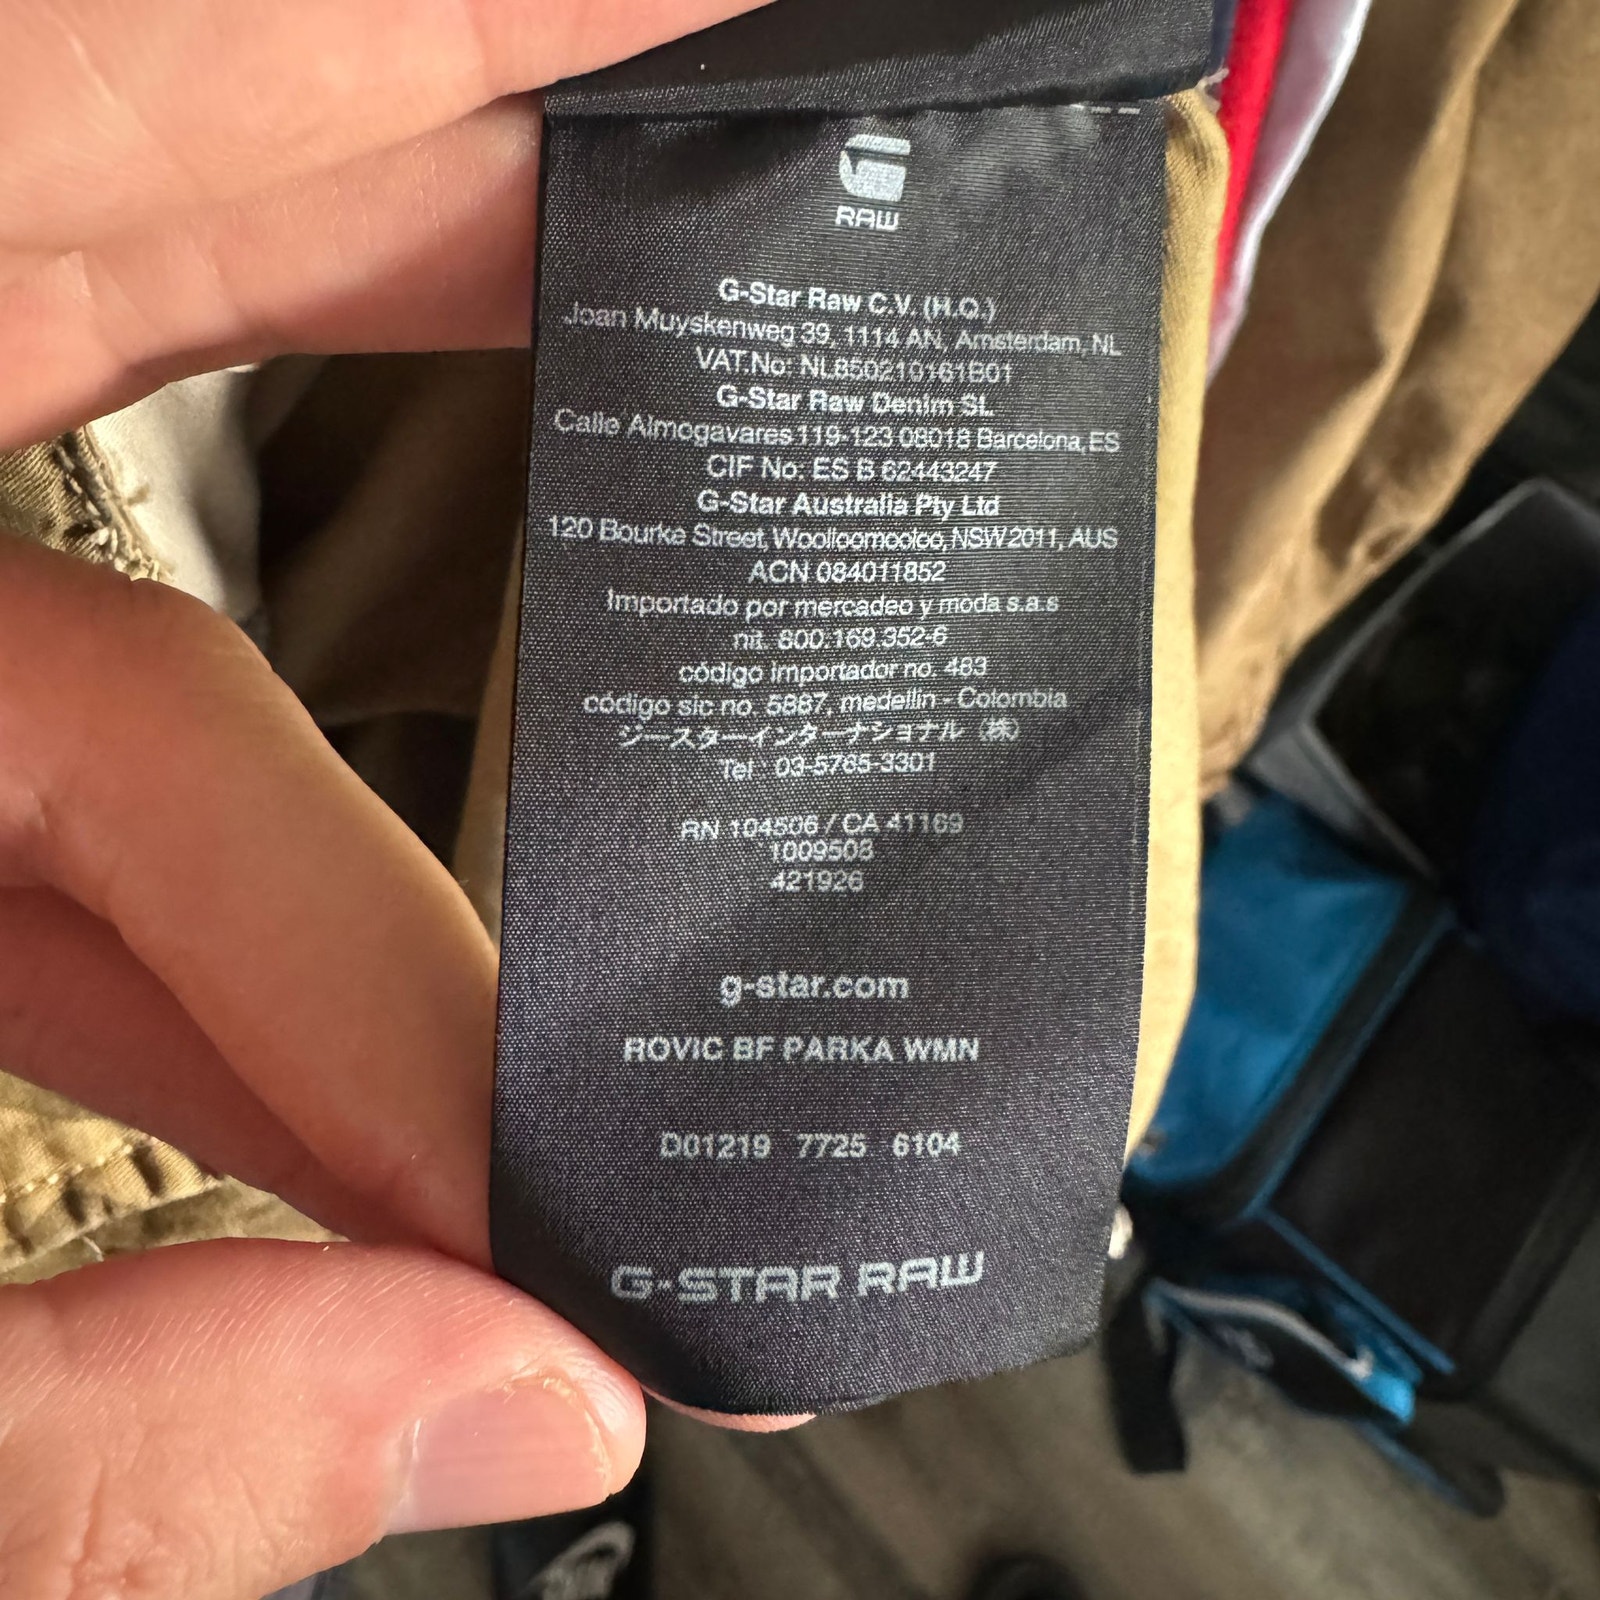 RAW
G-Star Raw C.V. (H.Q.)
Joan Muyskenweg 39, 1114 AN, Amsterdam, NL
VAT.No: NL850210161B01
G-Star Raw Denim SL
Calle Almogavares 119-123 08018 Barcelona, ES
CIF No: ES B 62443247
G-Star Australia Pty Ltd
120 Bourke Street, Woolloomooloo, NSW 2011, AUS
ACN 084011852
Importado por mercadeo y moda s.a.s
nit. 800.169.352-6
código importador no. 483
código sic no. 5887, medellin - Colombia
ジースターインターナショナル (株)
Tel : 03-5765-3301
RN 104506 / CA 41169
1009508
421926
g-star.com
ROVIC BF PARKA WMN
D01219 7725 6104
G-STAR RAW